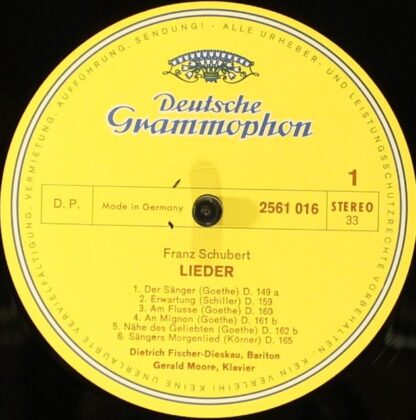 ALLE URHEBER- UND LEISTUNGSSCHUTZRECHTE VORBEHALTEN · KEIN VERLEIH! KEINE UNERLAUBTE VERVIELFÄLTIGUNG, VERMIETUNG, AUFFÜHRUNG, SENDUNG! ·
Deutsche
Grammophon
1
D. P.
Made in Germany
2561 016
STEREO
33
Franz Schubert
LIEDER
1. Der Sänger (Goethe) D. 149 a
2. Erwartung (Schiller) D. 159
3. Am Flusse (Goethe) D. 160
4. An Mignon (Goethe) D. 161 b
5. Nähe des Geliebten (Goethe) D. 162 b
6. Sängers Morgenlied (Körner) D. 165
Dietrich Fischer-Dieskau, Bariton
Gerald Moore, Klavier